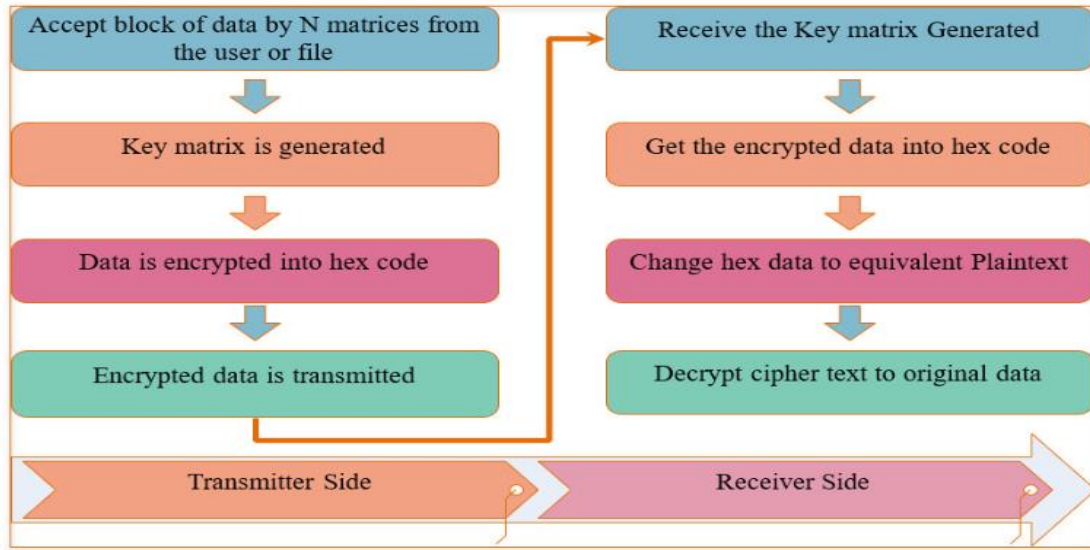 Accept block of data by N matrices from
the user or file
Key matrix is generated
Data is encrypted into hex code
Encrypted data is transmitted
Receive the Key matrix Generated
Get the encrypted data into hex code
Change hex data to equivalent Plaintext
Decrypt cipher text to original data
Transmitter Side
Receiver Side